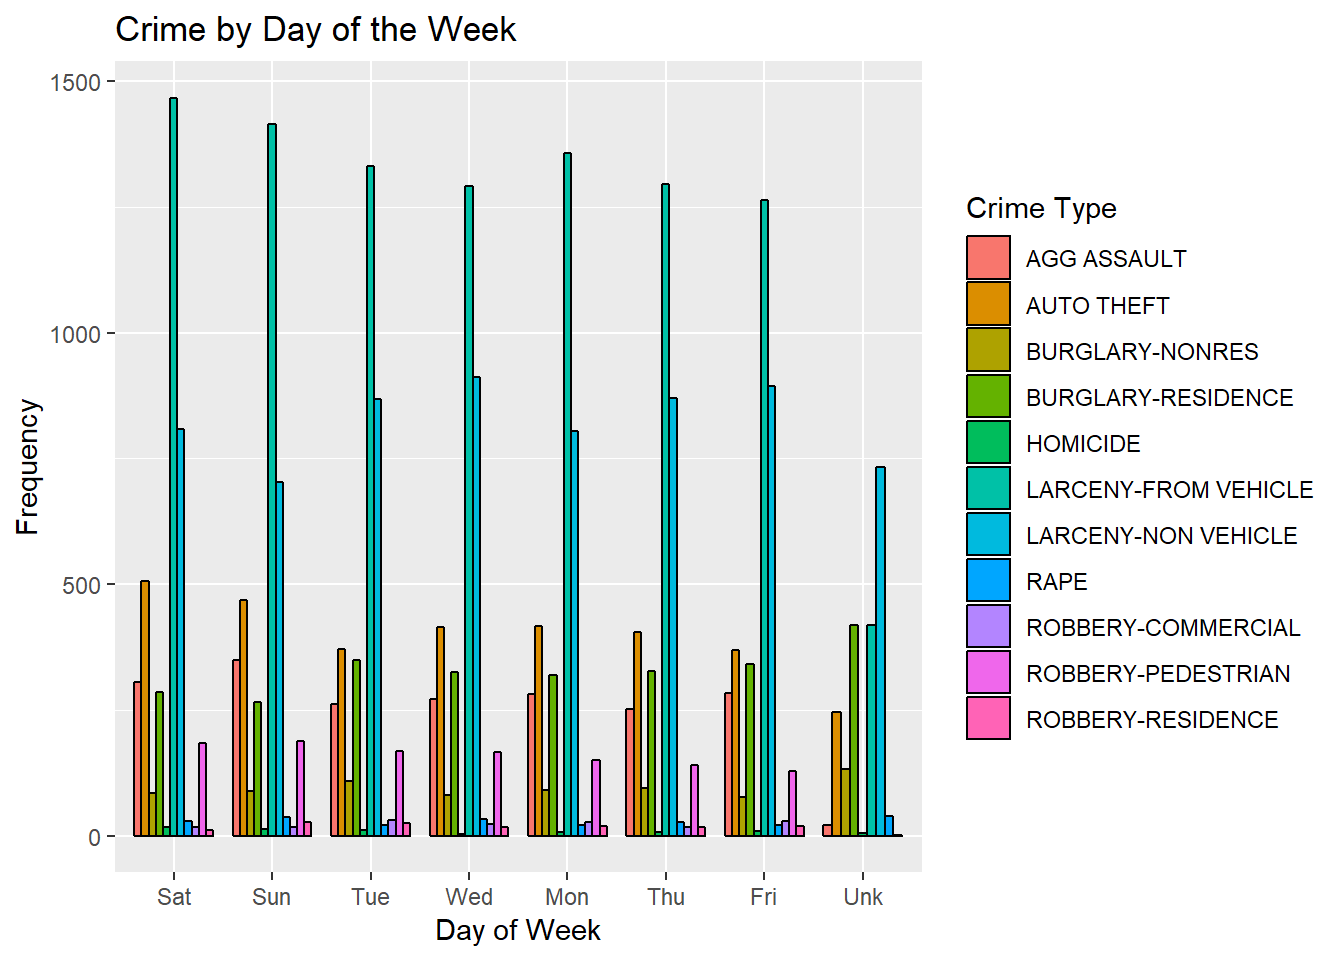 Crime by Day of the Week
1500
1000
500
0
Frequency
Sat Sun Tue Wed Mon Thu Fri Unk
Day of Week
Crime Type
AGG ASSAULT
AUTO THEFT
BURGLARY-NONRES
BURGLARY-RESIDENCE
HOMICIDE
LARCENY-FROM VEHICLE
LARCENY-NON VEHICLE
RAPE
ROBBERY-COMMERCIAL
ROBBERY-PEDESTRIAN
ROBBERY-RESIDENCE